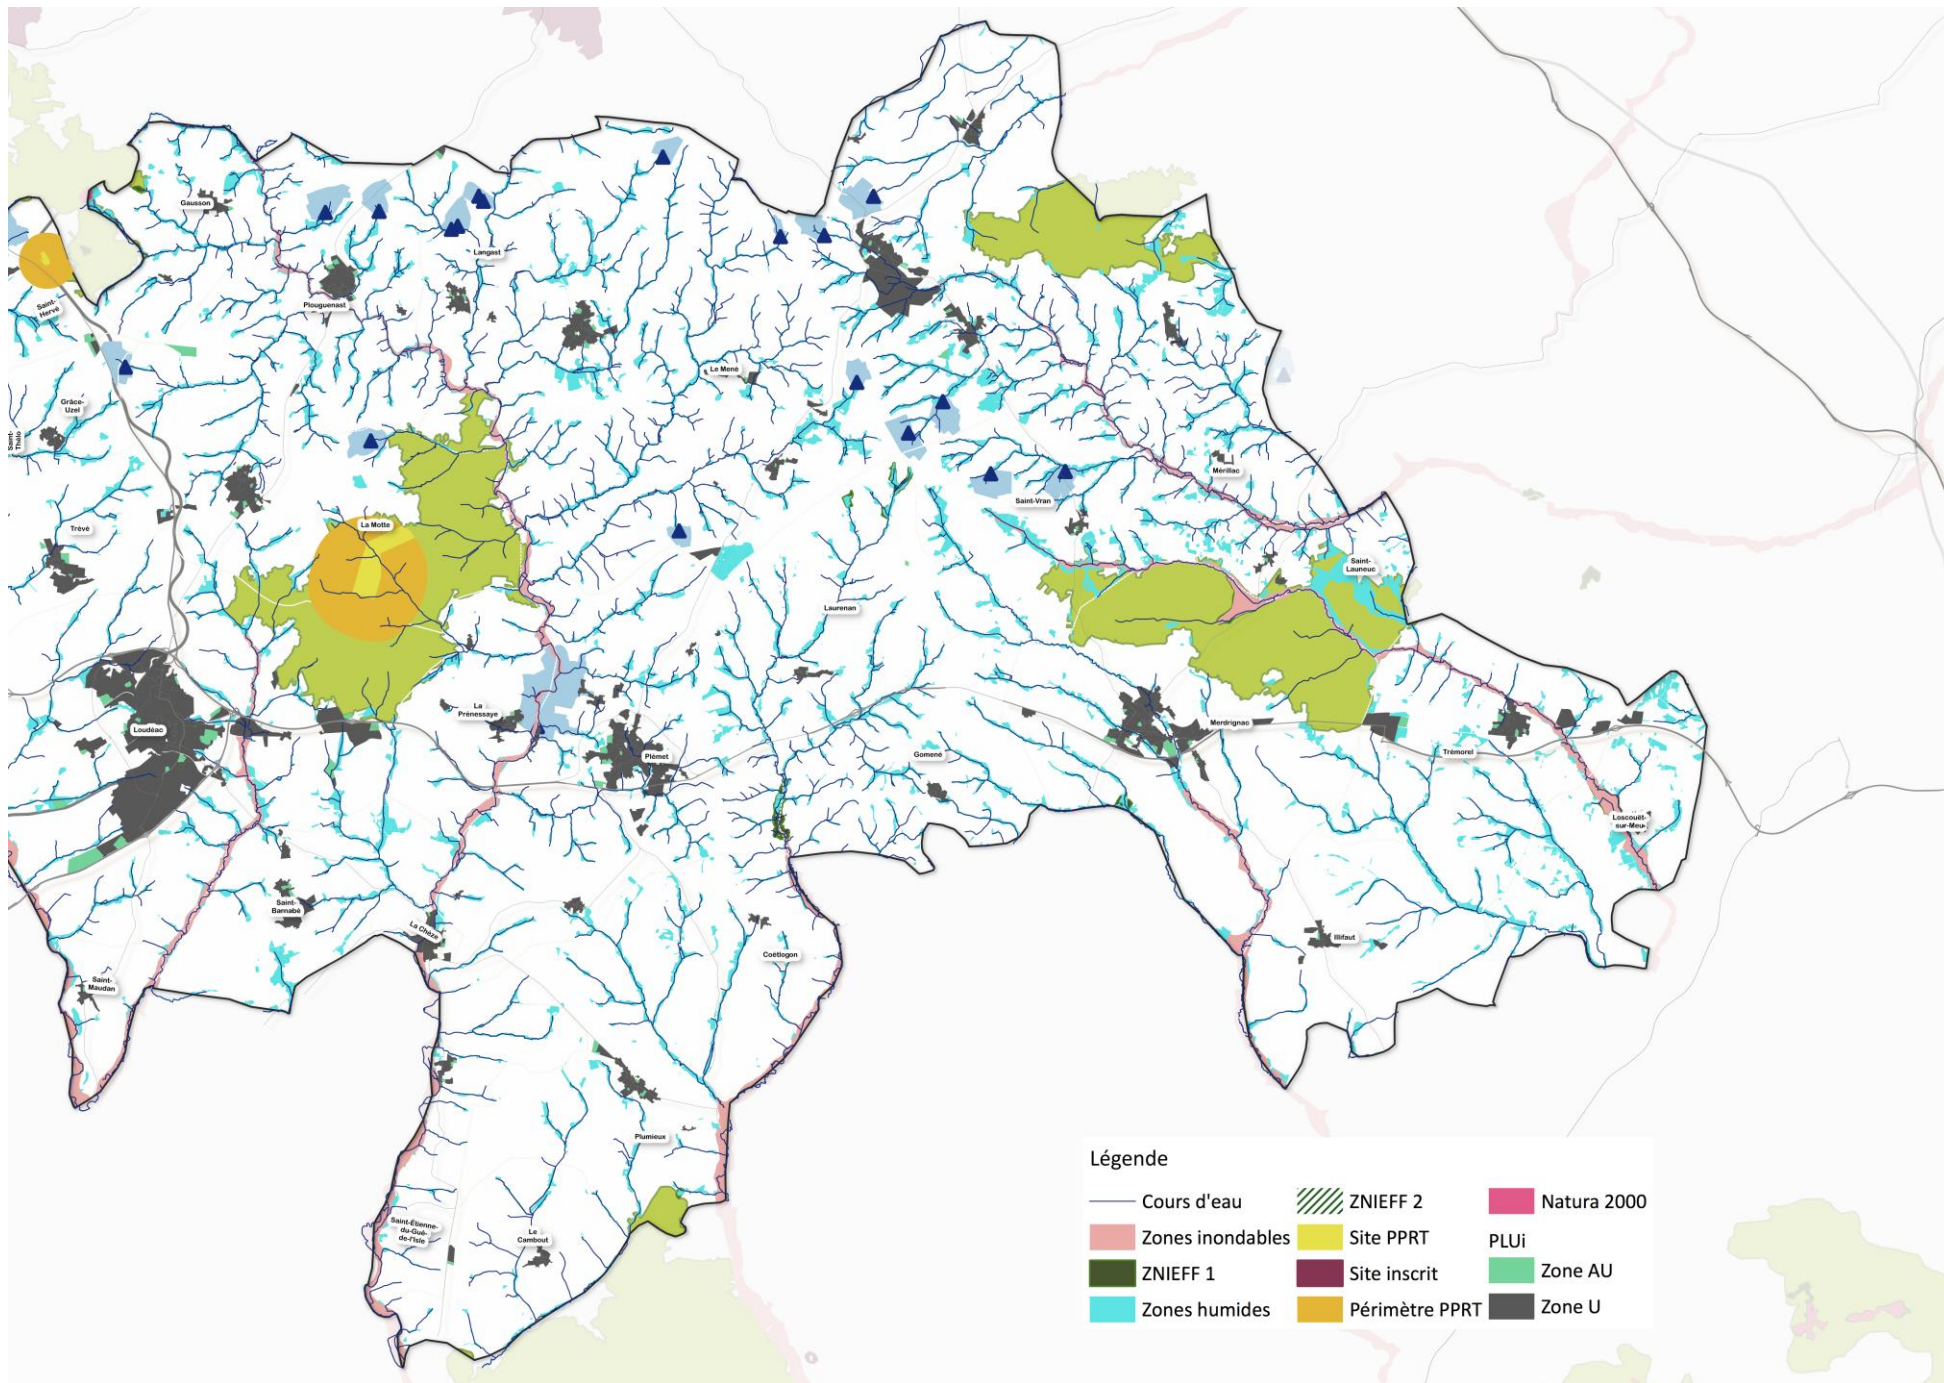 Gausson
Langast
Plouguenast
Saint-
Hervé
Le Mené
Grâce-
Uzel
Saint-
Thélo
Mérillac
Saint-Vran
La Motte
Trévé
Saint-
Launeuc
Laurenan
La
Prénessaye
Loudéac
Merdrignac
Plémet
Gomené
Trémorel
Loscouët-
sur-Meu
Saint-
Barnabé
La Chèze
Illifaut
Coëtlogon
Saint-
Maudan
Plumieux
Saint-Étienne-
du-Gué-
de-l'Isle
Le
Cambout
Légende
Cours d'eau
Zones inondables
ZNIEFF 1
Zones humides
ZNIEFF 2
Site PPRT
Site inscrit
Périmètre PPRT
Natura 2000
PLUi
Zone AU
Zone U